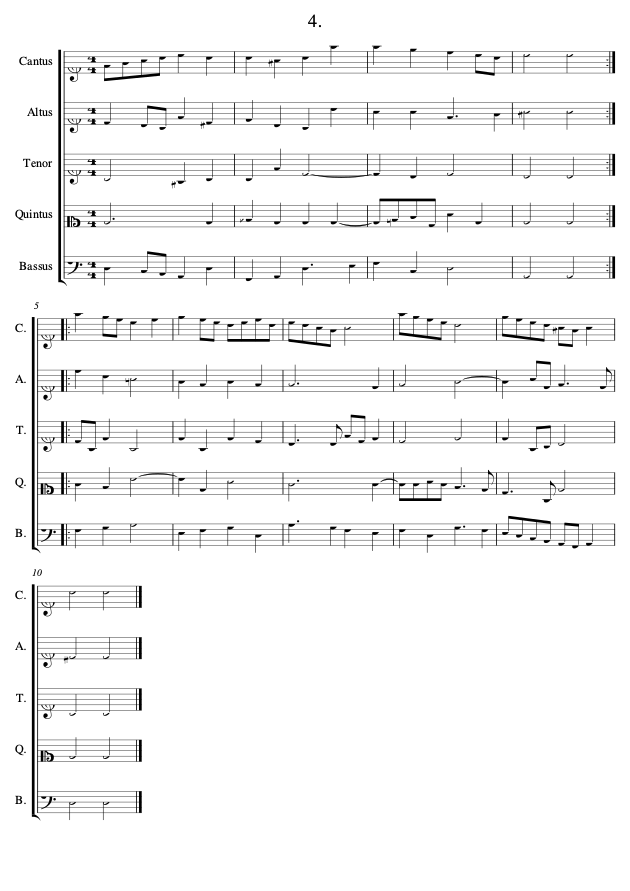 4.
Cantus
Altus
Tenor
Quintus
Bassus
5
C.
A.
T.
Q.
B.
10
C.
A.
T.
Q.
B.